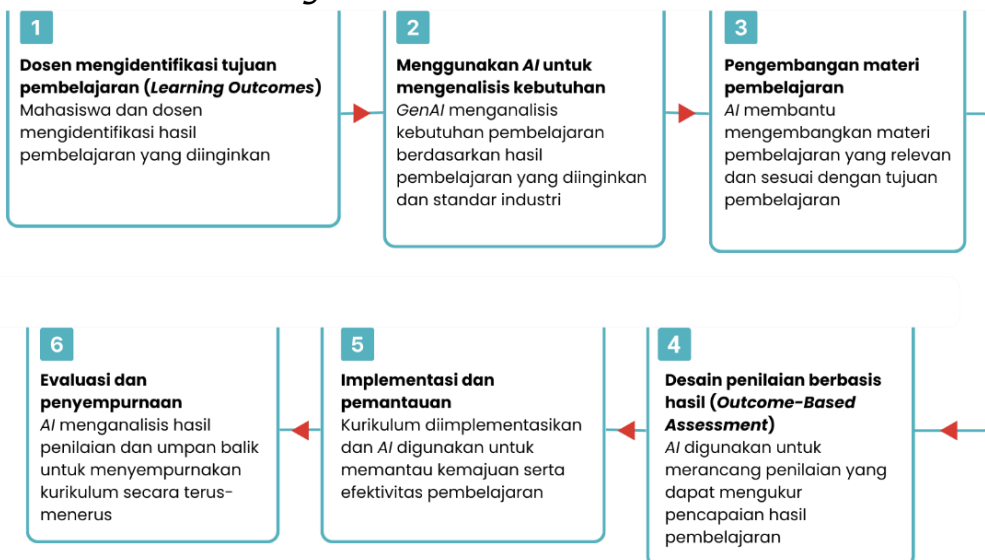 1
Dosen mengidentifikasi tujuan
pembelajaran (Learning Outcomes)
Mahasiswa dan dosen
mengidentifikasi hasil
pembelajaran yang diinginkan
2
Menggunakan AI untuk
mengenalisis kebutuhan
GenAI menganalisis
kebutuhan pembelajaran
berdasarkan hasil
pembelajaran yang diinginkan
dan standar industri
3
Pengembangan materi
pembelajaran
AI membantu
mengembangkan materi
pembelajaran yang relevan
dan sesuai dengan tujuan
pembelajaran
4
Desain penilaian berbasis
hasil (Outcome-Based
Assessment)
AI digunakan untuk
merancang penilaian yang
dapat mengukur
pencapaian hasil
pembelajaran
5
Implementasi dan
pemantauan
Kurikulum diimplementasikan
dan AI digunakan untuk
memantau kemajuan serta
efektivitas pembelajaran
6
Evaluasi dan
penyempurnaan
AI menganalisis hasil
penilaian dan umpan balik
untuk menyempurnakan
kurikulum secara terus-
menerus